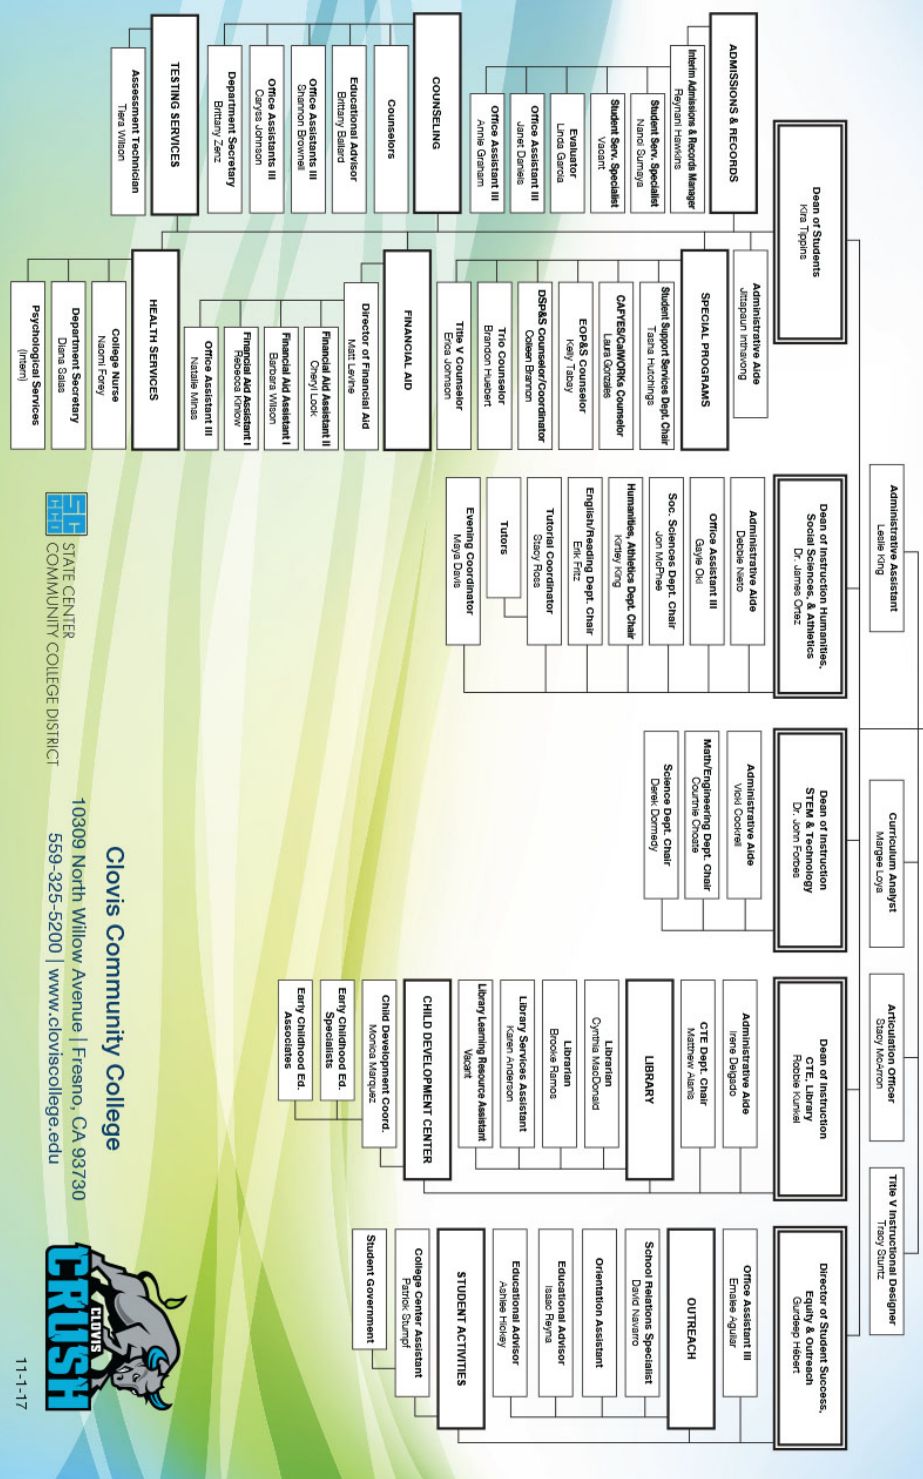 Administrative Assistant
Leslie King
Curriculum Analyst
Margee Loya
Articulation Officer
Stacy McArron
Title V Instructional Designer
Tracy Stuntz
Dean of Students
Kira Tippins
Administrative Aide
Jittapaun Inthavong
ADMISSIONS & RECORDS
Interim Admissions & Records Manager
Reynani Hawkins
Student Serv. Specialist
Nanci Sumaya
Student Serv. Specialist
Vacant
Evaluator
Linda Garcia
Office Assistant III
Janet Daniels
Office Assistant III
Annie Graham
COUNSELING
Counselors
Educational Advisor
Brittany Ballard
Office Assistants III
Shannon Brownell
Office Assistants III
Caryss Johnson
Department Secretary
Brittany Zenz
TESTING SERVICES
Assessment Technician
Tiera Wilson
SPECIAL PROGRAMS
Student Support Services Dept. Chair
Tasha Hutchings
CAFYES/CalWORKs Counselor
Laura Gonzales
EOP&S Counselor
Kelly Tabay
DSP&S Counselor/coordinator
Coleen Brannon
Trio Counselor
Brandon Huebert
Title V Counselor
Erica Johnson
FINANCIAL AID
Director of Financial Aid
Matt Levine
Financial Aid Assistant II
Cheryl Look
Financial Aid Assistant I
Barbara Wilson
Financial Aid Assistant I
Rebecca Kinlow
Office Assistant III
Natalie Minas
HEALTH SERVICES
College Nurse
Naomi Forey
Department Secretary
Diana Salas
Psychological Services
(Intern)
Dean of Instruction Humanities,
Social Sciences, & Athletics
Dr. James Ortez
Administrative Aide
Debbie Nieto
Office Assistant III
Gayle Oki
Soc. Sciences Dept. Chair
Jon McPhee
Humanities, Athletics Dept. Chair
Kirtley King
English/Reading Dept. Chair
Erik Fritz
Tutorial Coordinator
Stacy Ross
Tutors
Evening Coordinator
Maya Davis
Dean of Instruction
STEM & Technology
Dr. John Forbes
Administrative Aide
Vicki Cockrell
Math/Engineering Dept. Chair
Courtnie Choate
Science Dept. Chair
Derek Dormedy
Dean of Instruction
CTE, Library
Robbie Kunkel
Administrative Aide
Irene Delgado
CTE Dept. Chair
Matthew Alanis
LIBRARY
Librarian
Cynthia MacDonald
Librarian
Brooke Ramos
Library Services Assistant
Karen Anderson
Library Learning Resource Assistant
Vacant
CHILD DEVELOPMENT CENTER
Child Development Coord.
Monica Marquez
Early Childhood Ed.
Specialists
Early Childhood Ed.
Associates
Director of Student Success,
Equity & Outreach
Gurdeep Hébert
Office Assistant III
Emalee Aguilar
OUTREACH
School Relations Specialist
David Navarro
Orientation Assistant
Educational Advisor
Isaac Reyna
Educational Advisor
Ashlee Hickey
STUDENT ACTIVITIES
College Center Assistant
Patrick Stumpf
Student Government
SC
CCD
STATE CENTER
COMMUNITY COLLEGE DISTRICT
Clovis Community College
10309 North Willow Avenue | Fresno, CA 93730
559-325-5200 | www.cloviscollege.edu
CLOVIS
CRUSH
11-1-17